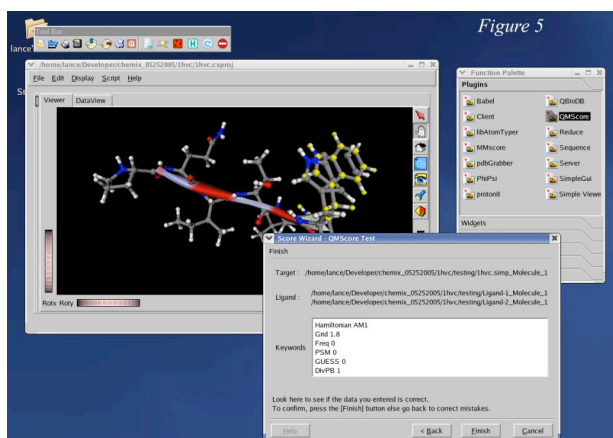 Figure 5
Tool Bar
lance
/home/lance/Developer/chemix_05252005/1hvc/1hvc.cxproj
File Edit Display Script Help
Viewer DataView
Rotx Roty
Function Palette
Plugins
Babel QBioDB
Client QMScore
libAtomTyper Reduce
MMscore Sequence
pdbGrabber Server
PhiPsi SimpleGui
proton8 Simple Viewe
Widgets
Score Wizard - QMScore Test
Finish
Target : /home/lance/Developer/chemix_05252005/1hvc/testing/1hvc.simp_Molecule_1
Ligand : /home/lance/Developer/chemix_05252005/1hvc/testing/Ligand-1_Molecule_1
/home/lance/Developer/chemix_05252005/1hvc/testing/Ligand-2_Molecule_1
Keywords
Hamiltonian AM1
Grid 1.8
Freq 0
PSM 0
GUESS 0
DivPB 1
Look here to see if the data you entered is correct.
To confirm, press the [Finish] button else go back to correct mistakes.
Help < Back Finish Cancel